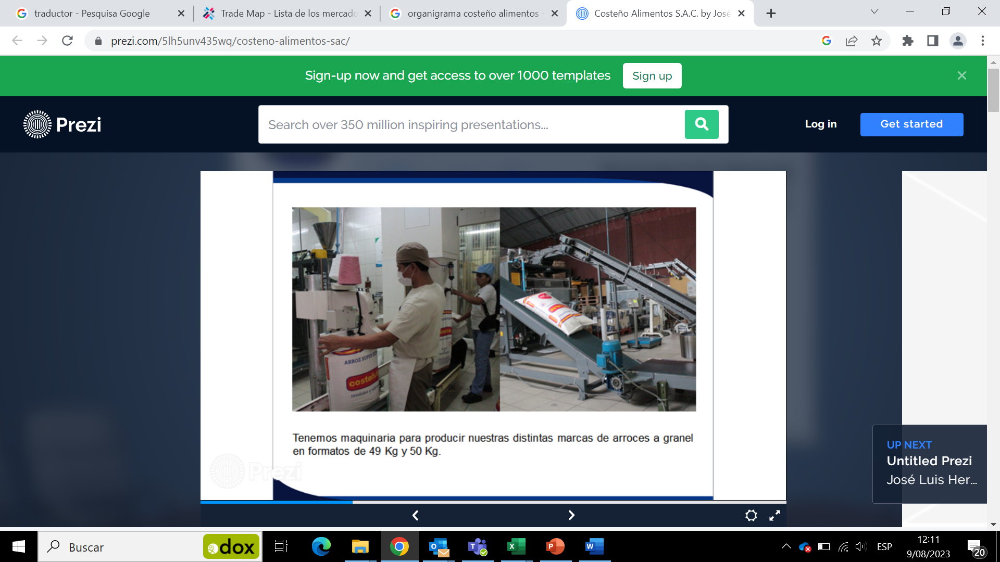 traductor - Pesquisa Google
Trade Map - Lista de los mercado
organigrama costeño alimentos -
Costeño Alimentos S.A.C. by José
prezi.com/5lh5unv435wq/costeno-alimentos-sac/
Sign-up now and get access to over 1000 templates
Sign up
Prezi
Search over 350 million inspiring presentations...
Log in
Get started
ARROZ SUPER
costeño
rendidor y
Tenemos maquinaria para producir nuestras distintas marcas de arroces a granel
en formatos de 49 Kg y 50 Kg.
Prezi
UP NEXT
Untitled Prezi
José Luis Her...
Buscar
dox
ESP
12:11
9/08/2023
20